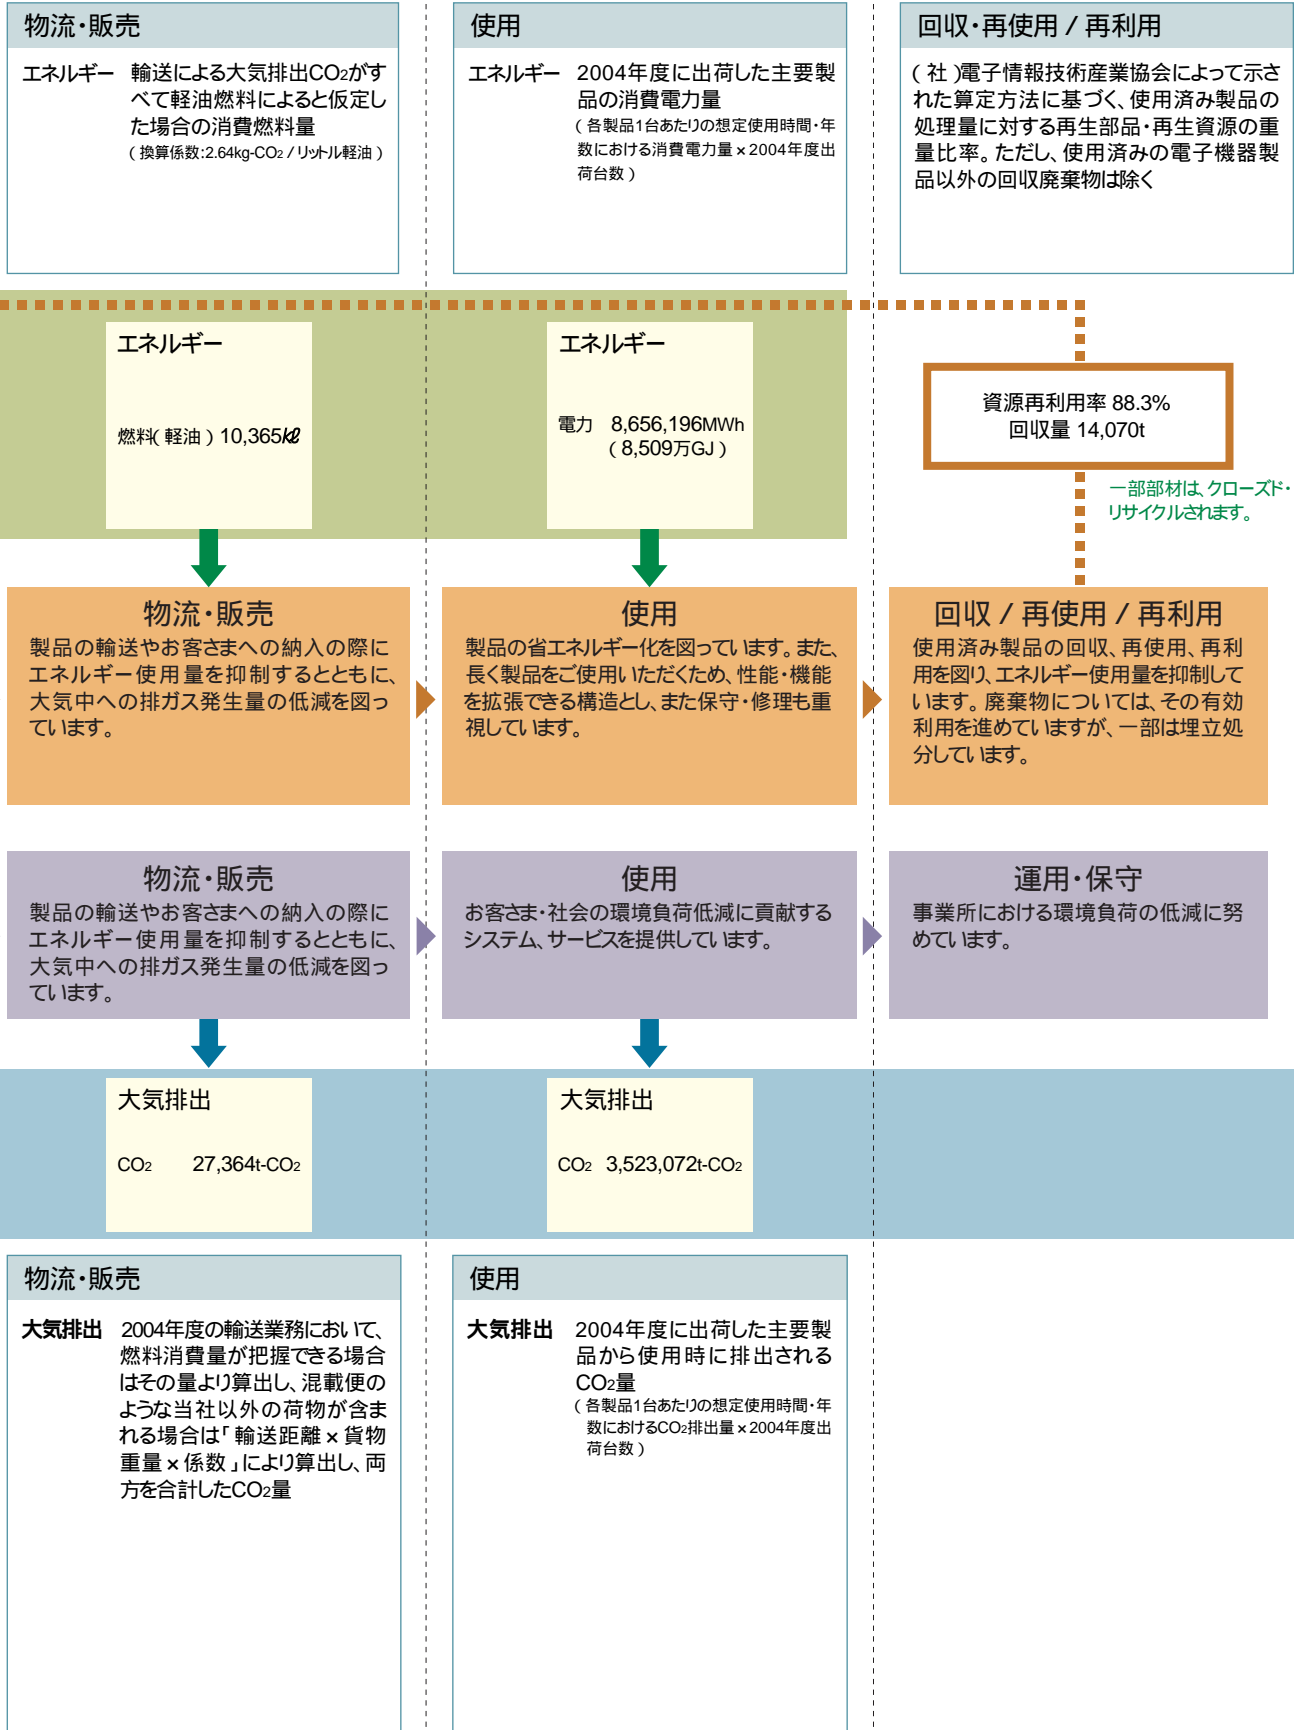 物流・販売
エネルギー 輸送による大気排出CO2がす
べて軽油燃料によると仮定し
た場合の消費燃料量
(換算係数:2.64kg-CO2/リットル軽油)
使用
エネルギー 2004年度に出荷した主要製
品の消費電力量
(各製品1台あたりの想定使用時間・年
数における消費電力量×2004年度出
荷台数)
回収・再使用/再利用
(社)電子情報技術産業協会によって示さ
れた算定方法に基づく、使用済み製品の
処理量に対する再生部品・再生資源の重
量比率。ただし、使用済みの電子機器製
品以外の回収廃棄物は除く
エネルギー
燃料(軽油)10,365kℓ
エネルギー
電力 8,656,196MWh
(8,509万GJ)
資源再利用率 88.3%
回収量 14,070t
一部部材は、クローズド・
リサイクルされます。
物流・販売
製品の輸送やお客さまへの納入の際に
エネルギー使用量を抑制するとともに、
大気中への排ガス発生量の低減を図っ
ています。
使用
製品の省エネルギー化を図っています。また、
長く製品をご使用いただくため、性能・機能
を拡張できる構造とし、また保守・修理も重
視しています。
回収/再使用/再利用
使用済み製品の回収、再使用、再利
用を図り、エネルギー使用量を抑制して
います。廃棄物については、その有効
利用を進めていますが、一部は埋立処
分しています。
物流・販売
製品の輸送やお客さまへの納入の際に
エネルギー使用量を抑制するとともに、
大気中への排ガス発生量の低減を図っ
ています。
使用
お客さま・社会の環境負荷低減に貢献する
システム、サービスを提供しています。
運用・保守
事業所における環境負荷の低減に努
めています。
大気排出
CO2 27,364t-CO2
大気排出
CO2 3,523,072t-CO2
物流・販売
大気排出 2004年度の輸送業務において、
燃料消費量が把握できる場合
はその量より算出し、混載便の
ような当社以外の荷物が含ま
れる場合は「輸送距離×貨物
重量×係数」により算出し、両
方を合計したCO2量
使用
大気排出 2004年度に出荷した主要製
品から使用時に排出される
CO2量
(各製品1台あたりの想定使用時間・年
数におけるCO2排出量×2004年度出
荷台数)